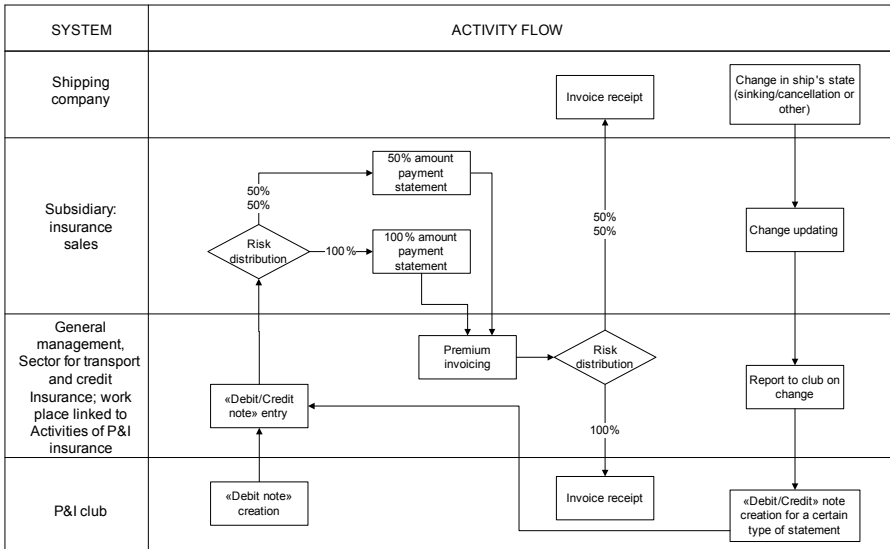 SYSTEM
ACTIVITY FLOW
Shipping
company
Invoice receipt
Change in ship's state
(sinking/cancellation or
other)
Subsidiary:
insurance
sales
50% amount
payment
statement
50%
50%
Risk
distribution
100%
100% amount
payment
statement
50%
50%
Change updating
General
management,
Sector for transport
and credit
Insurance; work
place linked to
Activities of P&I
insurance
Premium
invoicing
Risk
distribution
«Debit/Credit
note» entry
Report to club on
change
100%
P&I club
«Debit note»
creation
Invoice receipt
«Debit/Credit» note
creation for a certain
type of statement